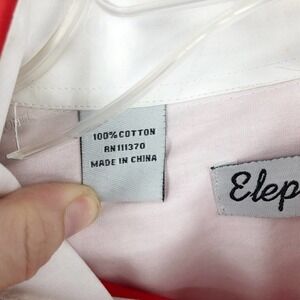 100% COTTON
RN 111370
MADE IN CHINA
Elep